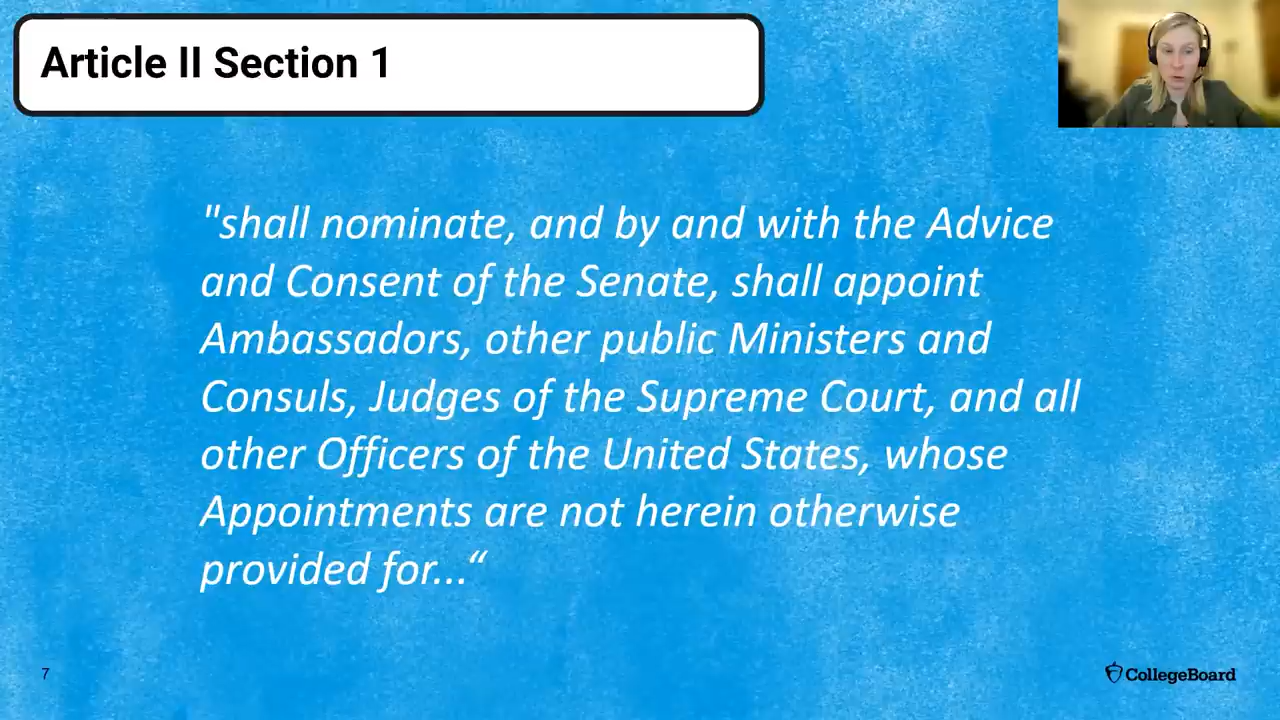 Article II Section 1
"shall nominate, and by and with the Advice
and Consent of the Senate, shall appoint
Ambassadors, other public Ministers and
Consuls, Judges of the Supreme Court, and all
other Officers of the United States, whose
Appointments are not herein otherwise
provided for...“
7
CollegeBoard